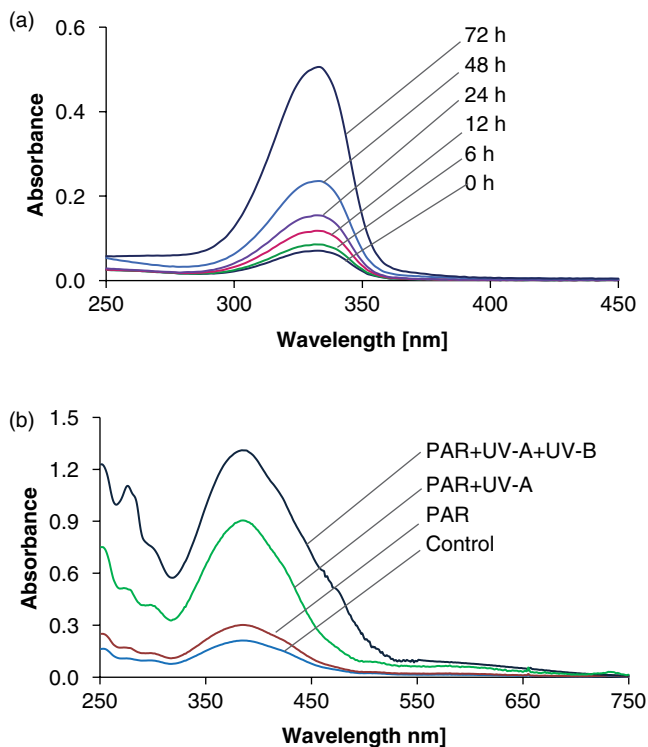 (a)
0.6
72 h
48 h
24 h
12 h
6 h
0 h
0.4
0.2
0.0
Absorbance
250
300
350
400
450
Wavelength [nm]
(b)
1.5
1.2
0.9
0.6
0.3
0.0
Absorbance
PAR+UV-A+UV-B
PAR+UV-A
PAR
Control
250
350
450
550
650
750
Wavelength nm]